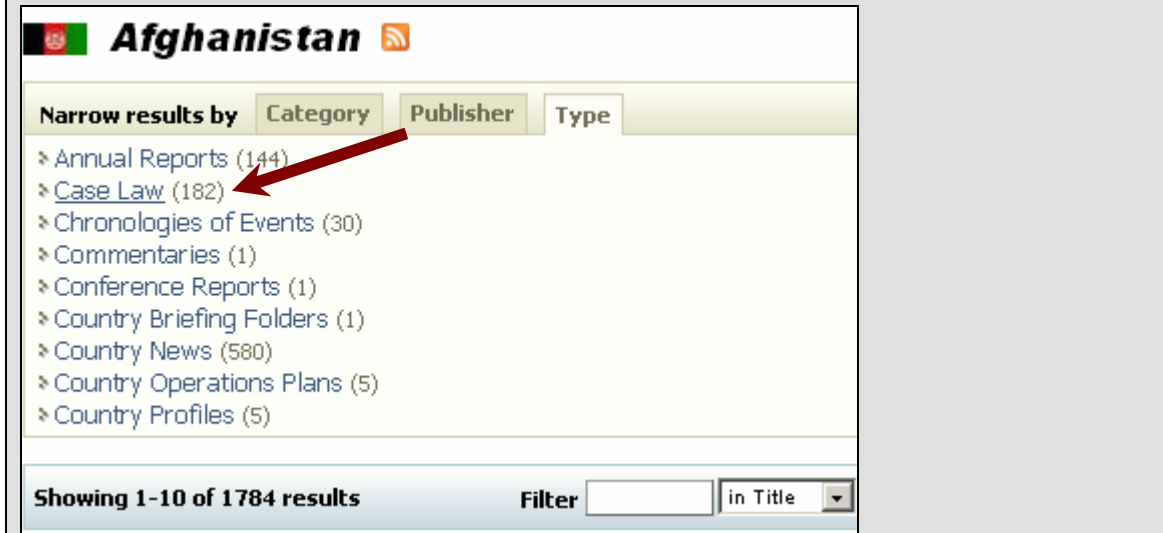 Afghanistan
Narrow results by Category Publisher Type
Annual Reports (144)
Case Law (182)
Chronologies of Events (30)
Commentaries (1)
Conference Reports (1)
Country Briefing Folders (1)
Country News (580)
Country Operations Plans (5)
Country Profiles (5)
Showing 1-10 of 1784 results Filter in Title